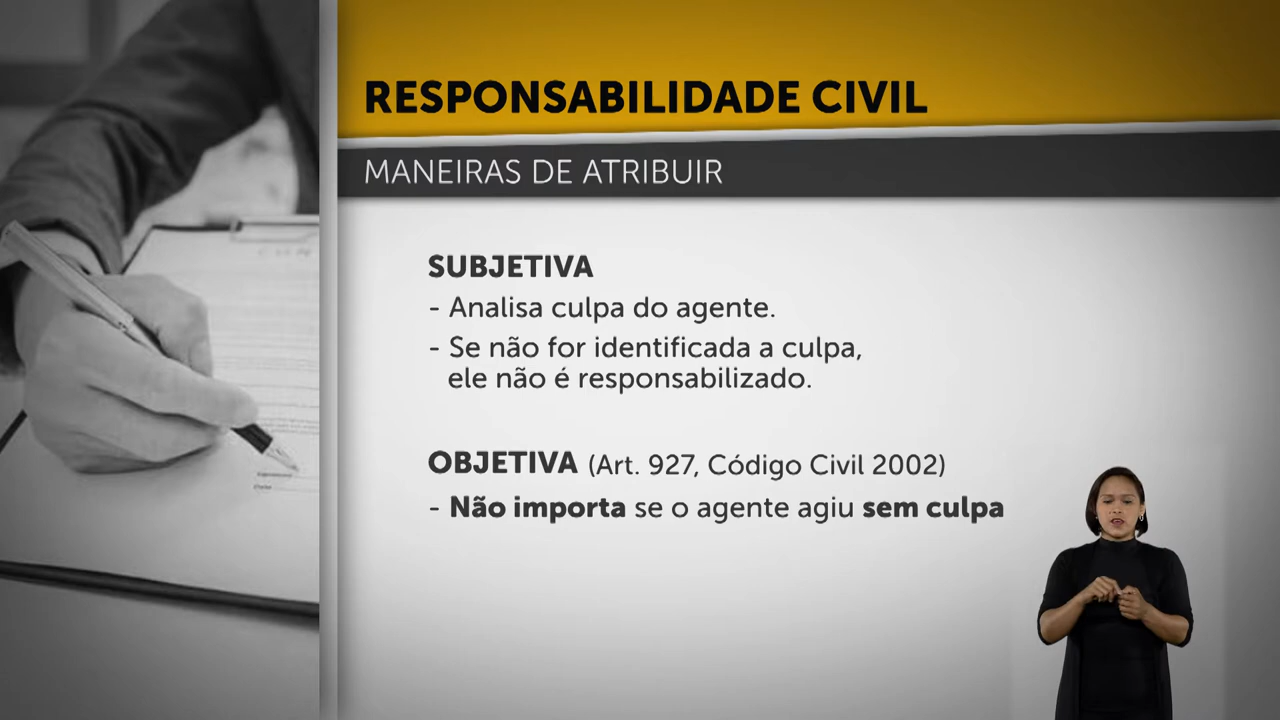 RESPONSABILIDADE CIVIL
MANEIRAS DE ATRIBUIR
SUBJETIVA
- Analisa culpa do agente.
- Se não for identificada a culpa,
ele não é responsabilizado.
OBJETIVA (Art. 927, Código Civil 2002)
- Não importa se o agente agiu sem culpa